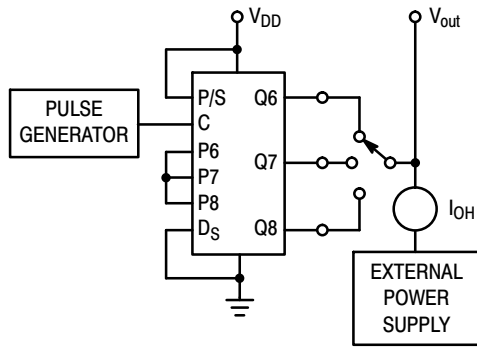 V_DD
V_out
PULSE
GENERATOR
P/S
C
P6
P7
P8
D_S
Q6
Q7
Q8
I_OH
EXTERNAL
POWER
SUPPLY